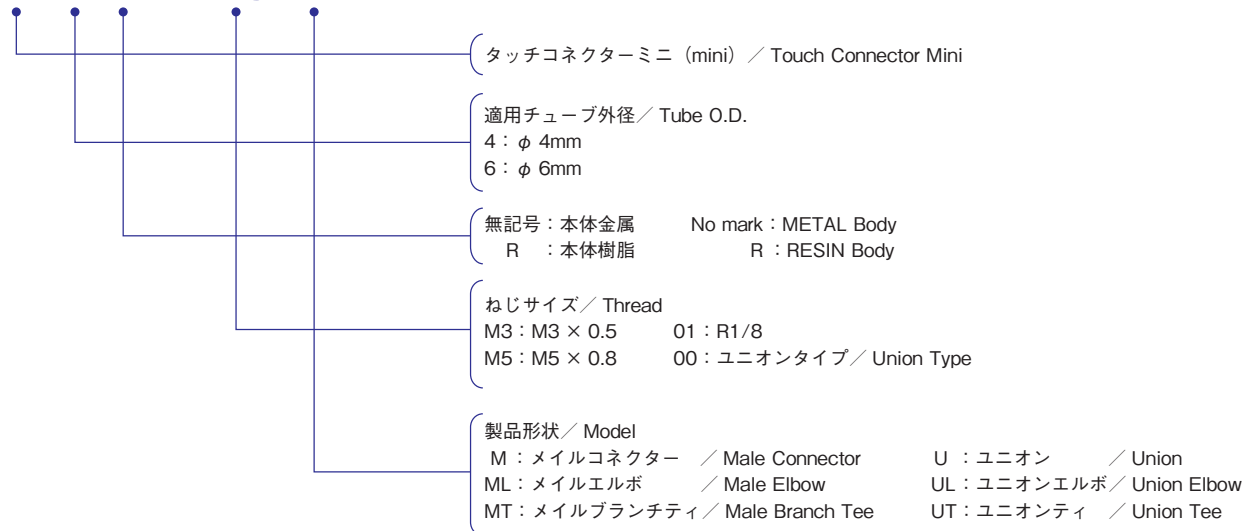 タッチコネクターミニ（mini）／ Touch Connector Mini
適用チューブ外径／ Tube O.D.
4：φ 4mm
6：φ 6mm
無記号：本体金属 No mark：METAL Body
R ：本体樹脂 R ：RESIN Body
ねじサイズ／ Thread
M3：M3 × 0.5 01：R1/8
M5：M5 × 0.8 00：ユニオンタイプ／ Union Type
製品形状／ Model
M：メイルコネクター ／ Male Connector U ：ユニオン ／ Union
ML：メイルエルボ ／ Male Elbow UL：ユニオンエルボ／ Union Elbow
MT：メイルブランチティ／ Male Branch Tee UT：ユニオンティ ／ Union Tee